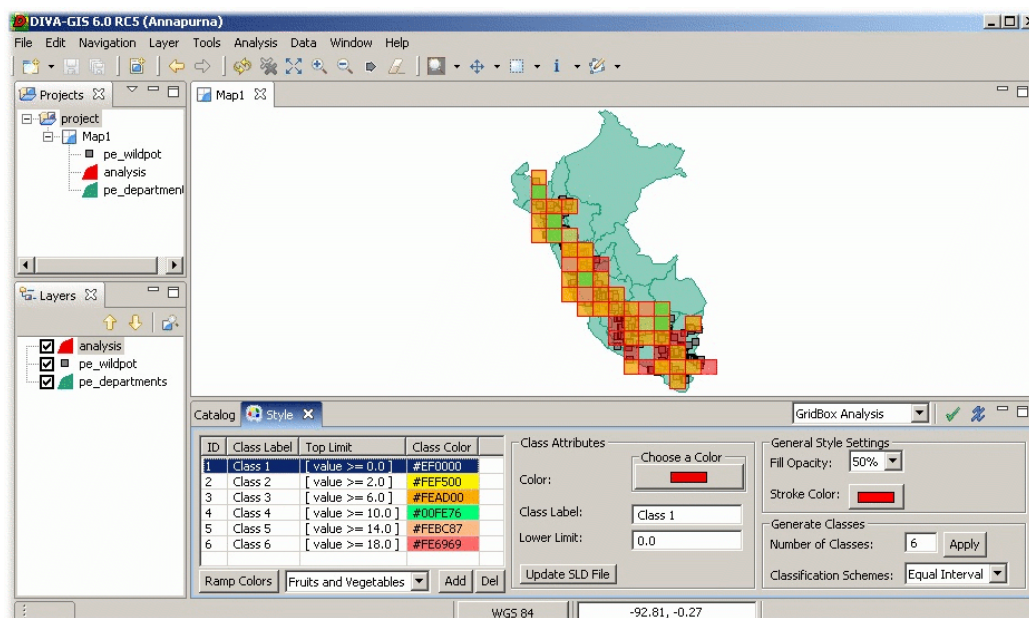 DIVA-GIS 6.0 RC5 (Annapurna)
File Edit Navigation Layer Tools Analysis Data Window Help
Projects
project
Map1
pe_wildpot
analysis
pe_department
Map1
Layers
analysis
pe_wildpot
pe_departments
Catalog Style GridBox Analysis
ID Class Label Top Limit Class Color
1 Class 1 [ value >= 0.0 ] #EF0000
2 Class 2 [ value >= 2.0 ] #FEF500
3 Class 3 [ value >= 6.0 ] #FEAD00
4 Class 4 [ value >= 10.0 ] #00FE76
5 Class 5 [ value >= 14.0 ] #FEBC87
6 Class 6 [ value >= 18.0 ] #FE6969
Ramp Colors Fruits and Vegetables Add Del
Class Attributes
Choose a Color
Color:
Class Label: Class 1
Lower Limit: 0.0
Update SLD File
General Style Settings
Fill Opacity: 50%
Stroke Color:
Generate Classes
Number of Classes: 6 Apply
Classification Schemes: Equal Interval
WGS 84 -92.81, -0.27